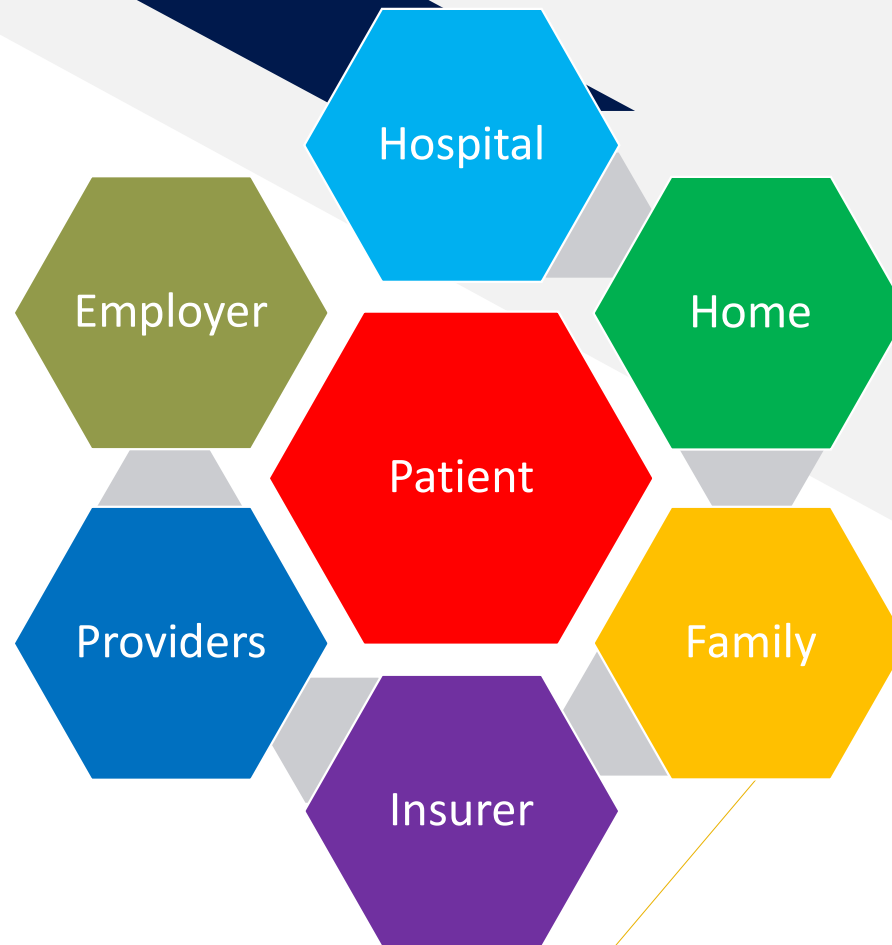 Hospital
Employer
Home
Patient
Providers
Family
Insurer